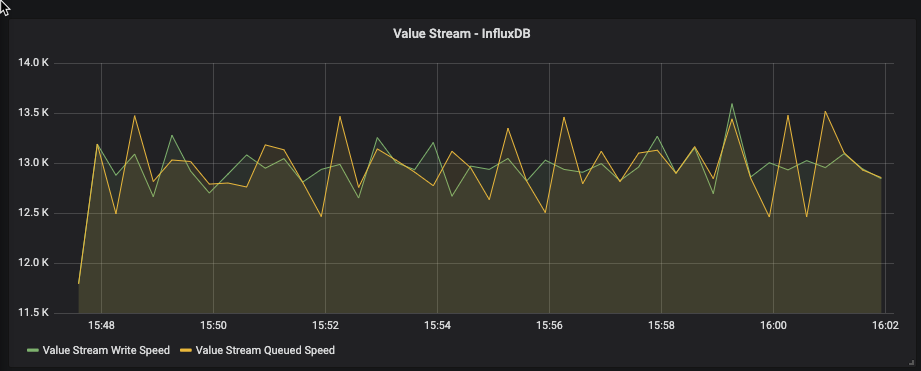 Value Stream - InfluxDB
14.0 K
13.5 K
13.0 K
12.5 K
12.0 K
11.5 K
15:48 15:50 15:52 15:54 15:56 15:58 16:00 16:02
Value Stream Write Speed Value Stream Queued Speed